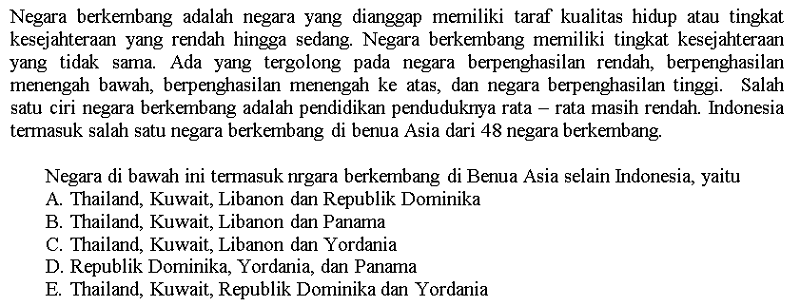 Negara berkembang adalah negara yang dianggap memiliki taraf kualitas hidup atau tingkat
kesejahteraan yang rendah hingga sedang. Negara berkembang memiliki tingkat kesejahteraan
yang tidak sama. Ada yang tergolong pada negara berpenghasilan rendah, berpenghasilan
menengah bawah, berpenghasilan menengah ke atas, dan negara berpenghasilan tinggi. Salah
satu ciri negara berkembang adalah pendidikan penduduknya rata – rata masih rendah. Indonesia
termasuk salah satu negara berkembang di benua Asia dari 48 negara berkembang.
Negara di bawah ini termasuk nrgara berkembang di Benua Asia selain Indonesia, yaitu
A. Thailand, Kuwait, Libanon dan Republik Dominika
B. Thailand, Kuwait, Libanon dan Panama
C. Thailand, Kuwait, Libanon dan Yordania
D. Republik Dominika, Yordania, dan Panama
E. Thailand, Kuwait, Republik Dominika dan Yordania